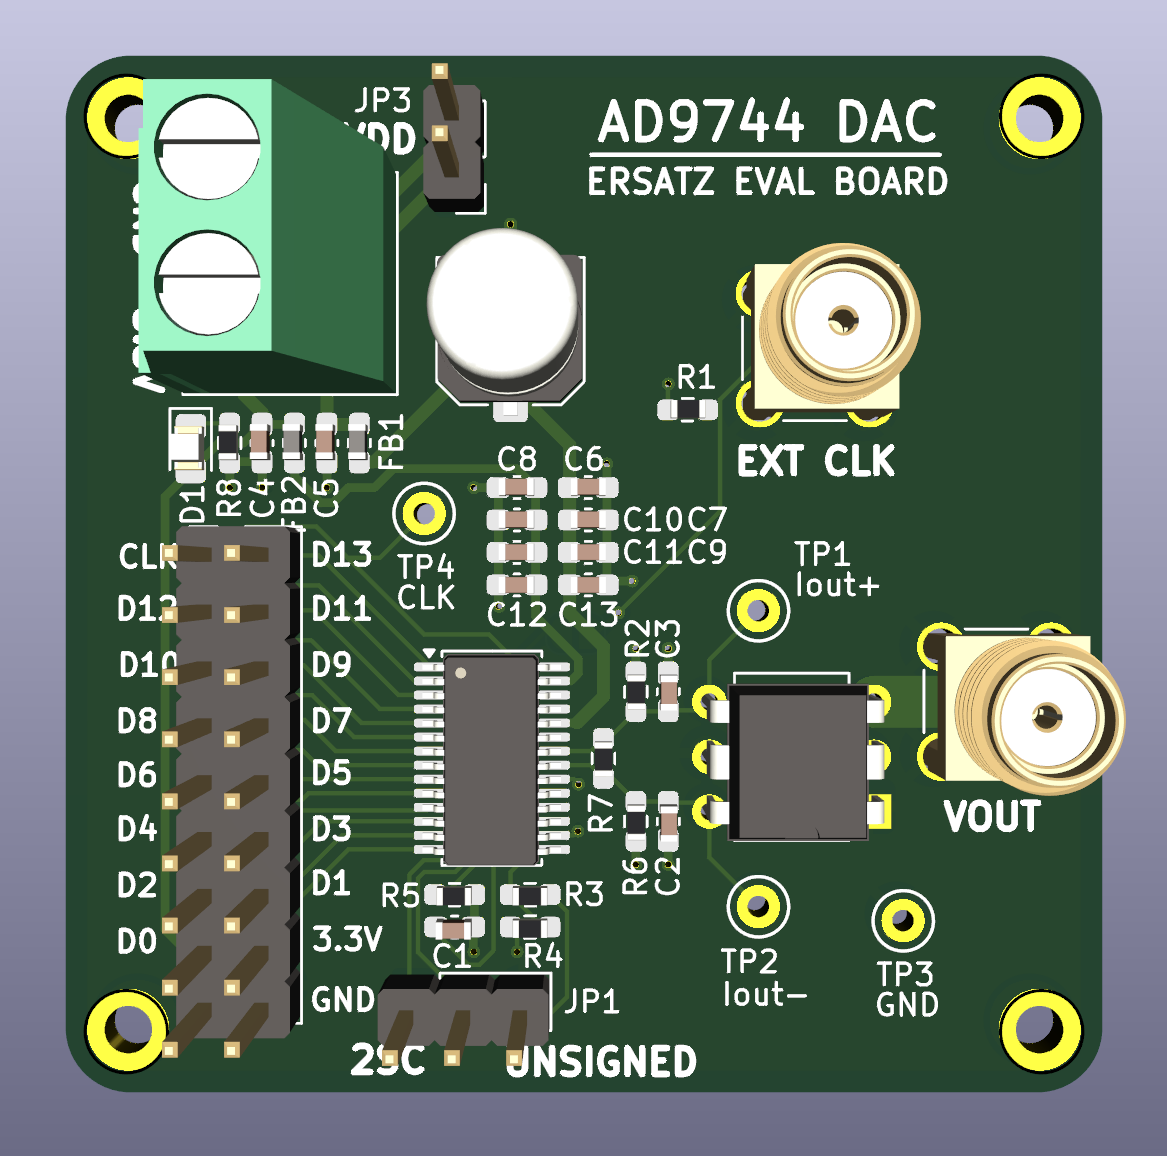 JP3
VDD
AD9744 DAC
ERSATZ EVAL BOARD
R1
EXT CLK
D1
R8
C4
FB2
C5
FB1
C8
C6
C10 C7
C11 C9
C12
C13
TP4
CLK
TP1
Iout+
CLK
D13
D12
D11
D10
D9
D8
D7
D6
D5
D4
D3
D2
D1
D0
3.3V
GND
R2
C3
R7
R6
C2
VOUT
R5
R3
C1
R4
TP2
Iout-
TP3
GND
JP1
2SC
UNSIGNED